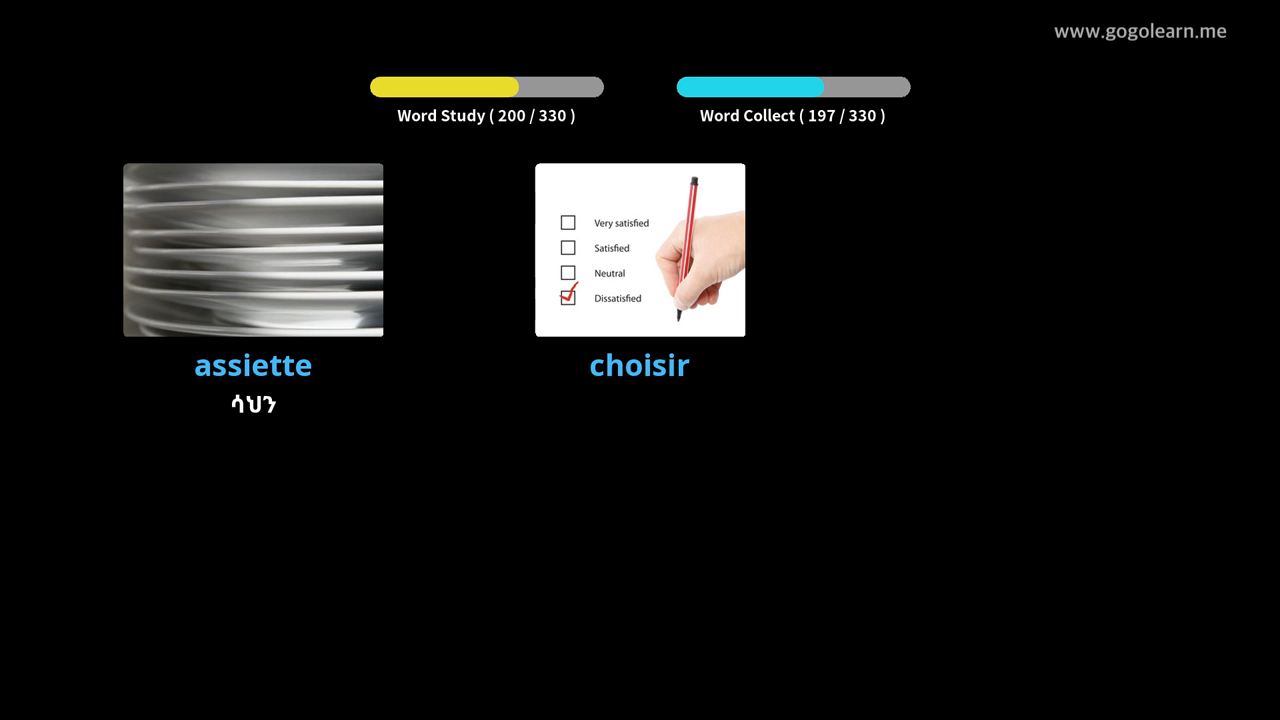 www.gogolearn.me
Word Study ( 200 / 330 )
Word Collect ( 197 / 330 )
Very satisfied
Satisfied
Neutral
Dissatisfied
assiette
choisir
ሳህን